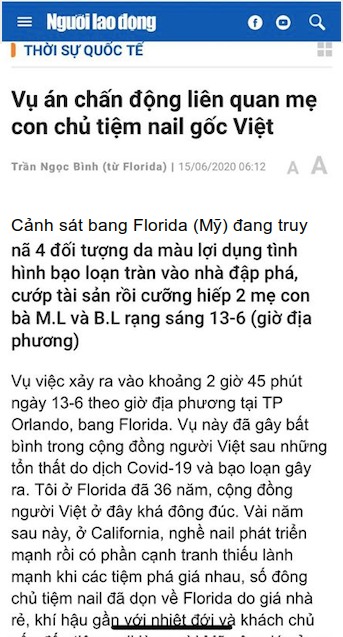 Người lao động
THỜI SỰ QUỐC TẾ
Vụ án chấn động liên quan mẹ
con chủ tiệm nail gốc Việt
Trần Ngọc Bình (từ Florida) | 15/06/2020 06:12
A A
Cảnh sát bang Florida (Mỹ) đang truy
nã 4 đối tượng da màu lợi dụng tình
hình bạo loạn tràn vào nhà đập phá,
cướp tài sản rồi cưỡng hiếp 2 mẹ con
bà M.L và B.L rạng sáng 13-6 (giờ địa
phương)
Vụ việc xảy ra vào khoảng 2 giờ 45 phút
ngày 13-6 theo giờ địa phương tại TP
Orlando, bang Florida. Vụ này đã gây bất
bình trong cộng đồng người Việt sau những
tổn thất do dịch Covid-19 và bạo loạn gây
ra. Tôi ở Florida đã 36 năm, cộng đồng
người Việt ở đây khá đông đúc. Vài năm
sau này, ở California, nghề nail phát triển
mạnh rồi có phần cạnh tranh thiếu lành
mạnh khi các tiệm phá giá nhau, số đông
chủ tiệm nail đã dọn về Florida do giá nhà
rẻ, khí hậu gần với nhiệt đới và khách chủ